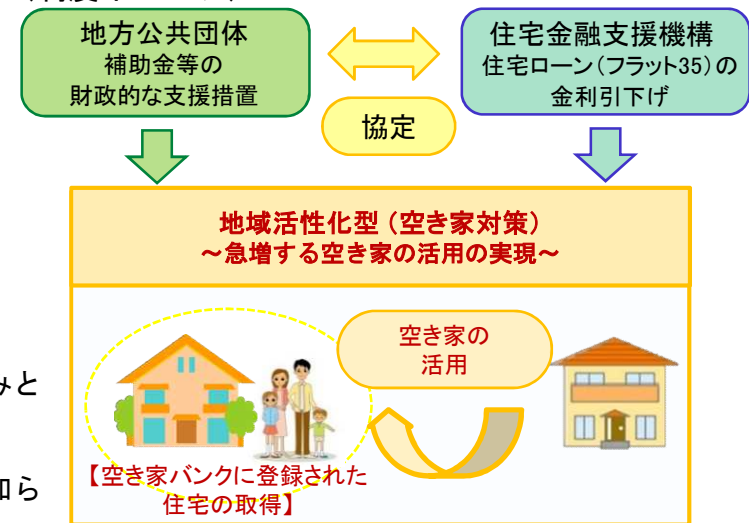 地方公共団体
補助金等の
財政的な支援措置
協定
住宅金融支援機構
住宅ローン(フラット35)の
金利引下げ
地域活性化型(空き家対策)
~急増する空き家の活用の実現~
空き家の
活用
【空き家バンクに登録された
住宅の取得】
みと
知ら